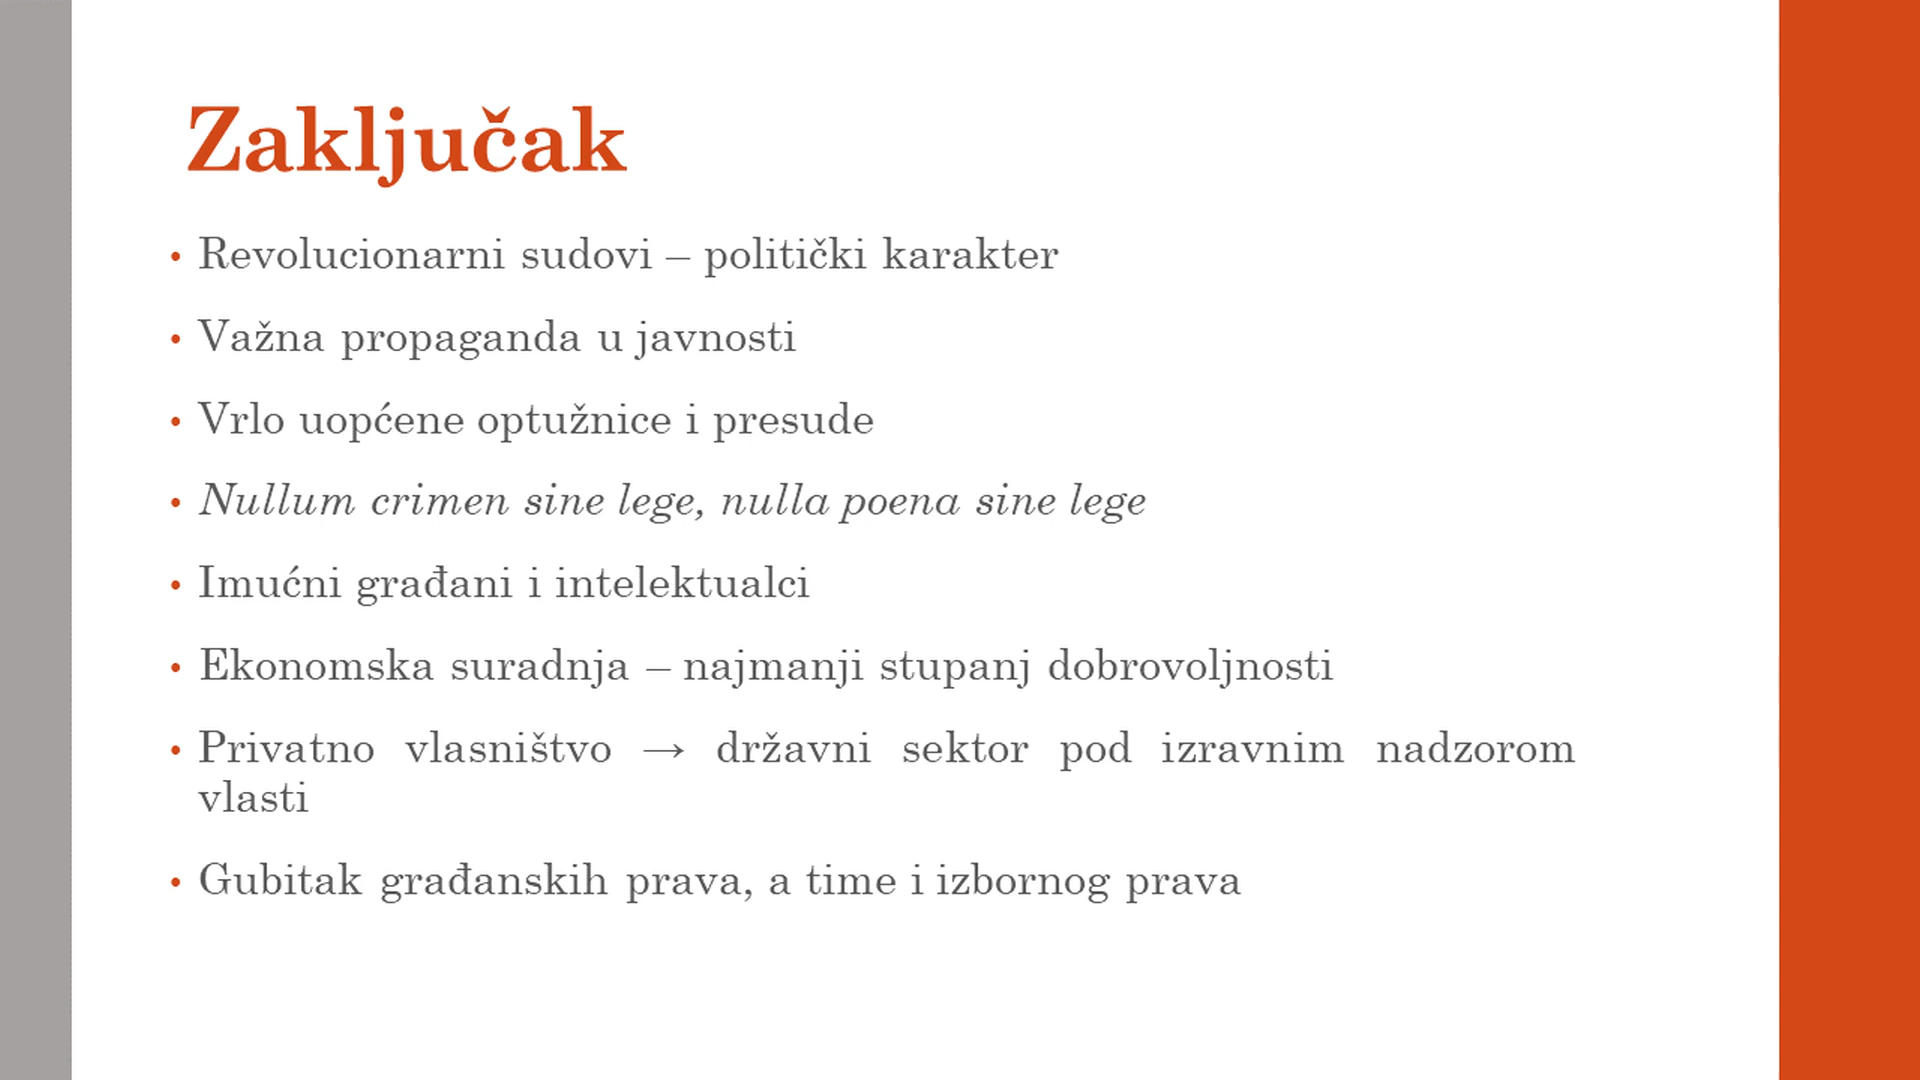 Zaključak
• Revolucionarni sudovi – politički karakter
• Važna propaganda u javnosti
• Vrlo uopćene optužnice i presude
• Nullum crimen sine lege, nulla poena sine lege
• Imućni građani i intelektualci
• Ekonomska suradnja – najmanji stupanj dobrovoljnosti
• Privatno vlasništvo → državni sektor pod izravnim nadzorom
vlasti
• Gubitak građanskih prava, a time i izbornog prava